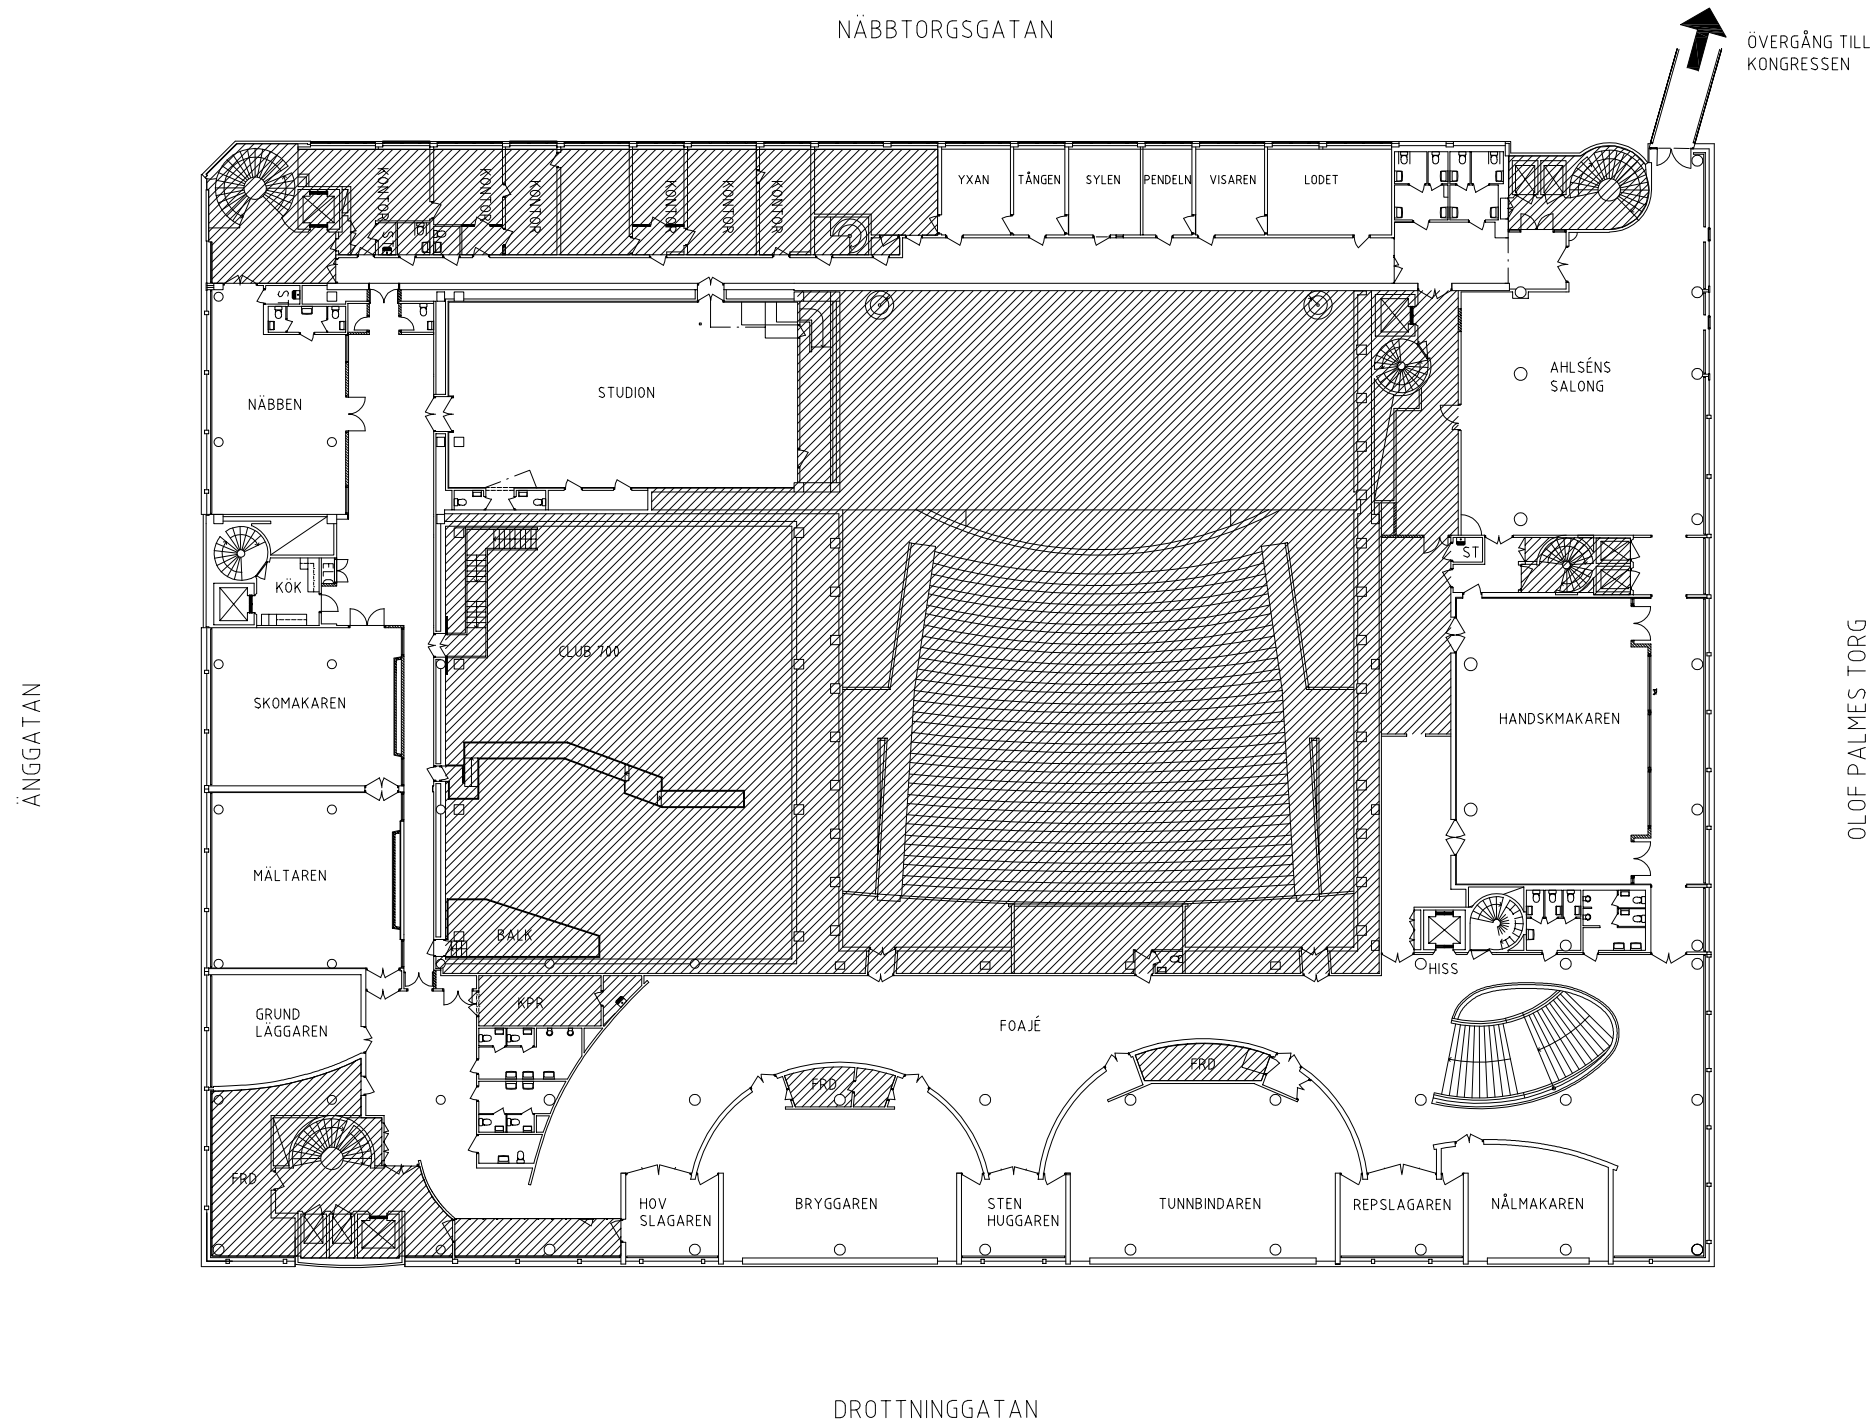 NÄBBTORGSGATAN
ÖVERGÅNG TILL
KONGRESSEN
KONTOR
KONTOR
KONTOR
KONTOR
KONTOR
KONTOR
YXAN
TÅNGEN
SYLEN
PENDELN
VISAREN
LODET
ST
ST
NÄBBEN
STUDION
AHLSÉNS
SALONG
ST
KÖK
EL
CLUB 700
SKOMAKAREN
HANDSKMAKAREN
ÄNGGATAN
OLOF PALMES TORG
MÄLTAREN
BALK
HISS
KPR
GRUND
LÄGGAREN
FOAJÉ
FRD
FRD
FRD
HOV
SLAGAREN
BRYGGAREN
STEN
HUGGAREN
TUNNBINDAREN
REPSLAGAREN
NÅLMAKAREN
DROTTNINGGATAN